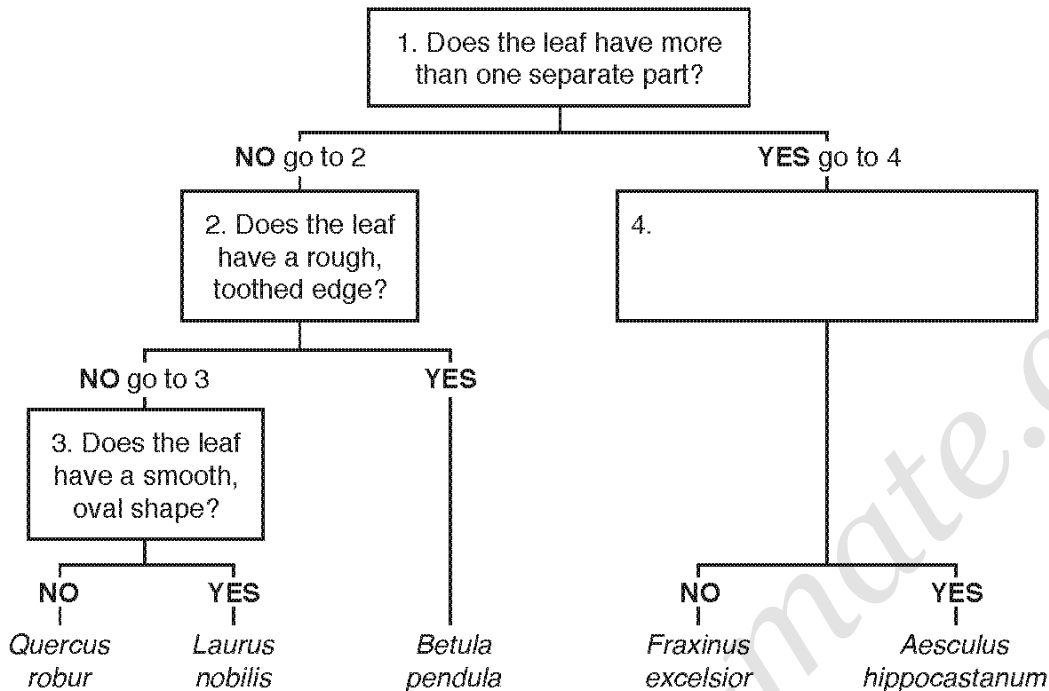 1. Does the leaf have more
than one separate part?
NO go to 2
YES go to 4
2. Does the leaf
have a rough,
toothed edge?
4.
NO go to 3
YES
3. Does the leaf
have a smooth,
oval shape?
NO
YES
NO
YES
Quercus
robur
Laurus
nobilis
Betula
pendula
Fraxinus
excelsior
Aesculus
hippocastanum